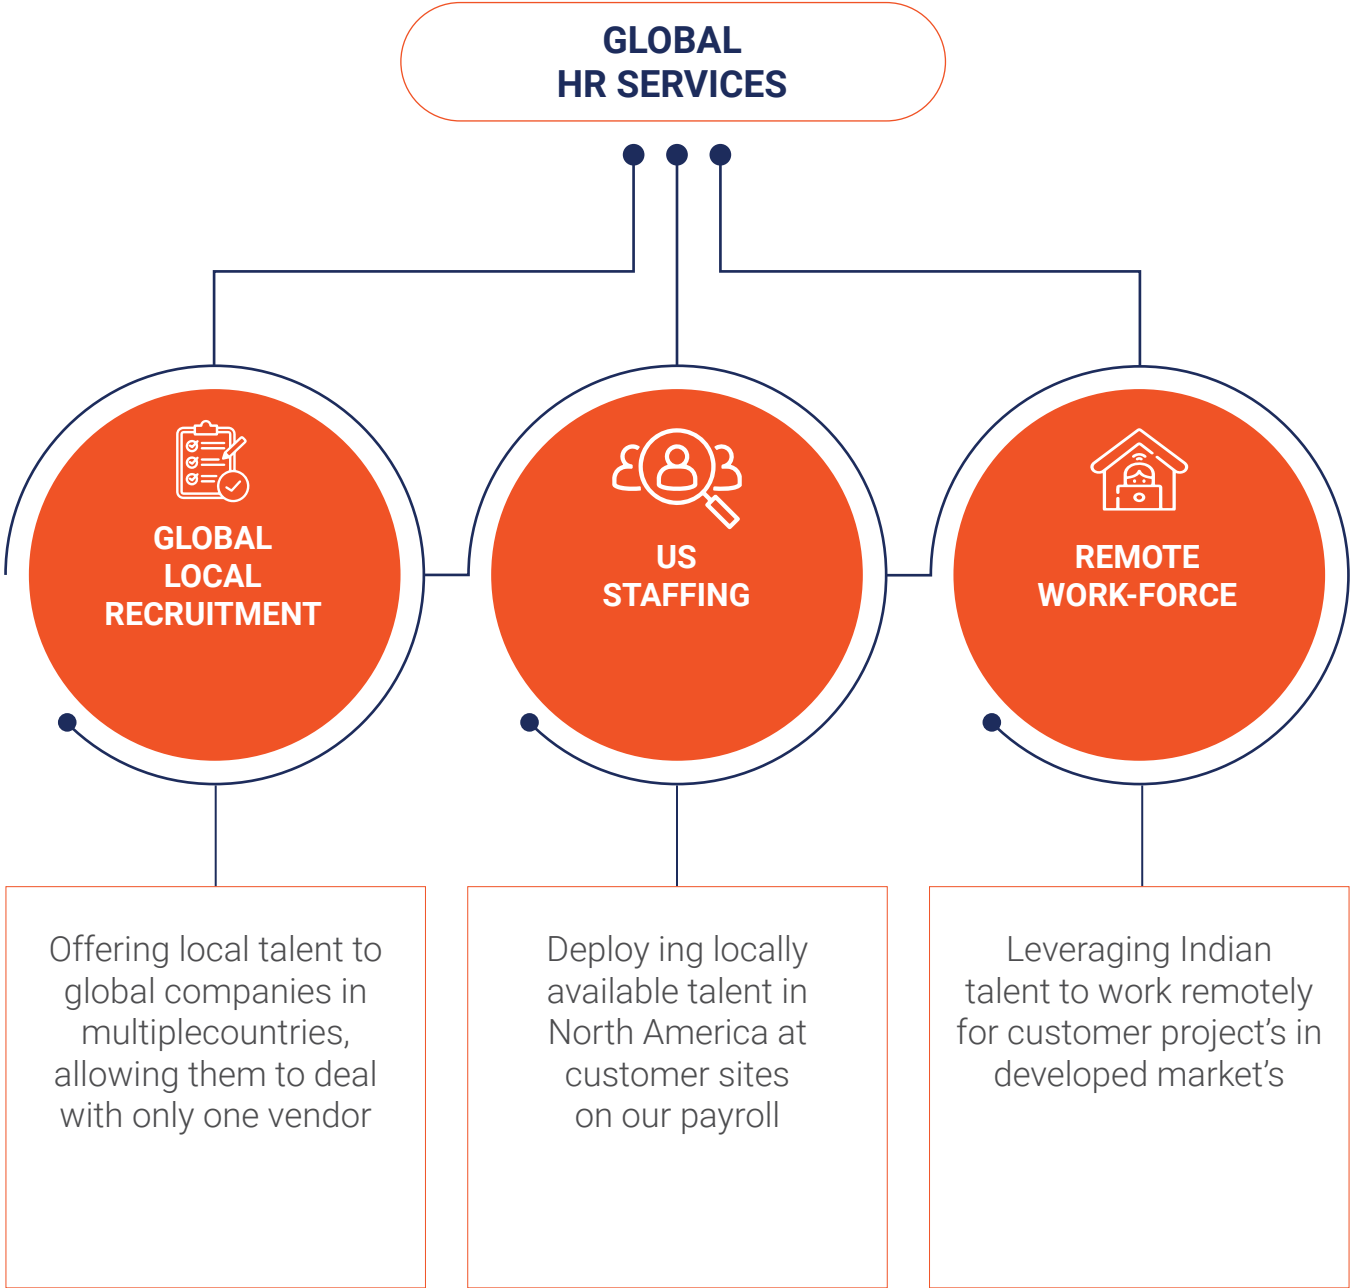 GLOBAL
HR SERVICES
GLOBAL
LOCAL
RECRUITMENT
US
STAFFING
REMOTE
WORK-FORCE
Offering local talent to
global companies in
multiplecountries,
allowing them to deal
with only one vendor
Deploy ing locally
available talent in
North America at
customer sites
on our payroll
Leveraging Indian
talent to work remotely
for customer project’s in
developed market’s